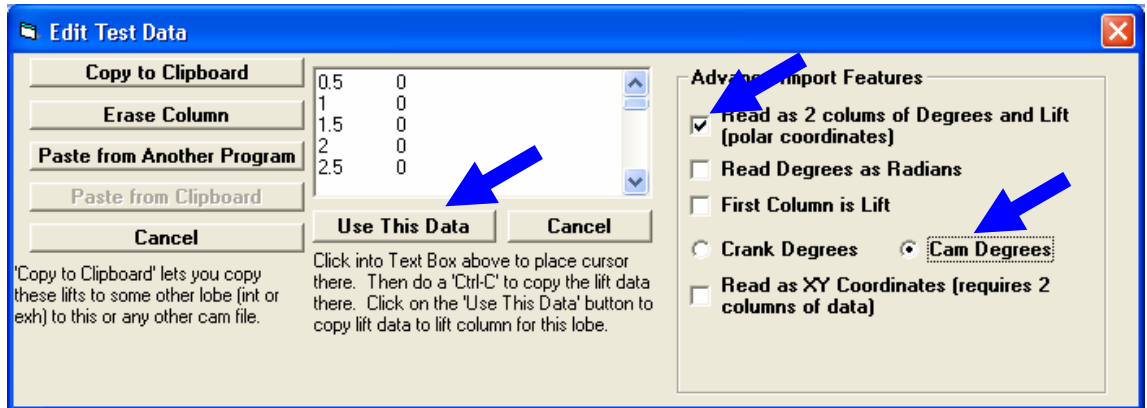 Edit Test Data
Copy to Clipboard
Erase Column
Paste from Another Program
Paste from Clipboard
Cancel
'Copy to Clipboard' lets you copy
these lifts to some other lobe (int or
exh) to this or any other cam file.
0.5 0
1 0
1.5 0
2 0
2.5 0
Use This Data
Cancel
Click into Text Box above to place cursor
there. Then do a 'Ctrl-C' to copy the lift data
there. Click on the 'Use This Data' button to
copy lift data to lift column for this lobe.
Import Features
Read as 2 colums of Degrees and Lift
(polar coordinates)
Read Degrees as Radians
First Column is Lift
Crank Degrees
Cam Degrees
Read as XY Coordinates (requires 2
columns of data)